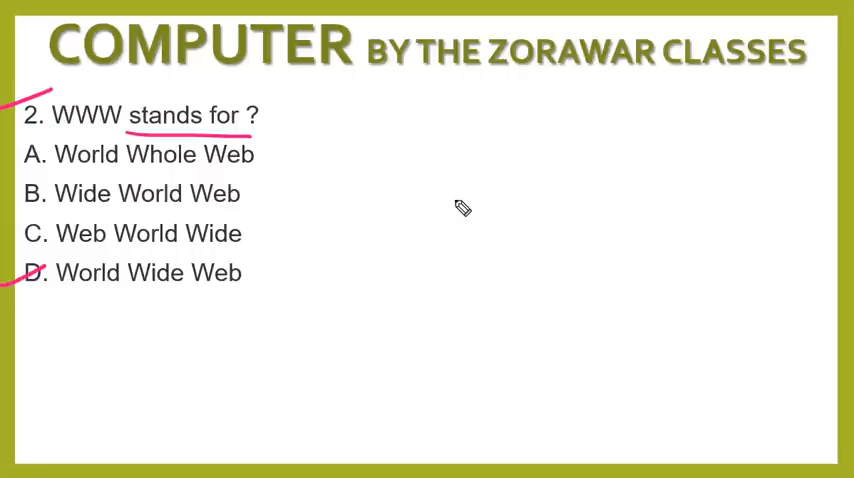 COMPUTER BY THE ZORAWAR CLASSES
2. WWW stands for ?
A. World Whole Web
B. Wide World Web
C. Web World Wide
D. World Wide Web